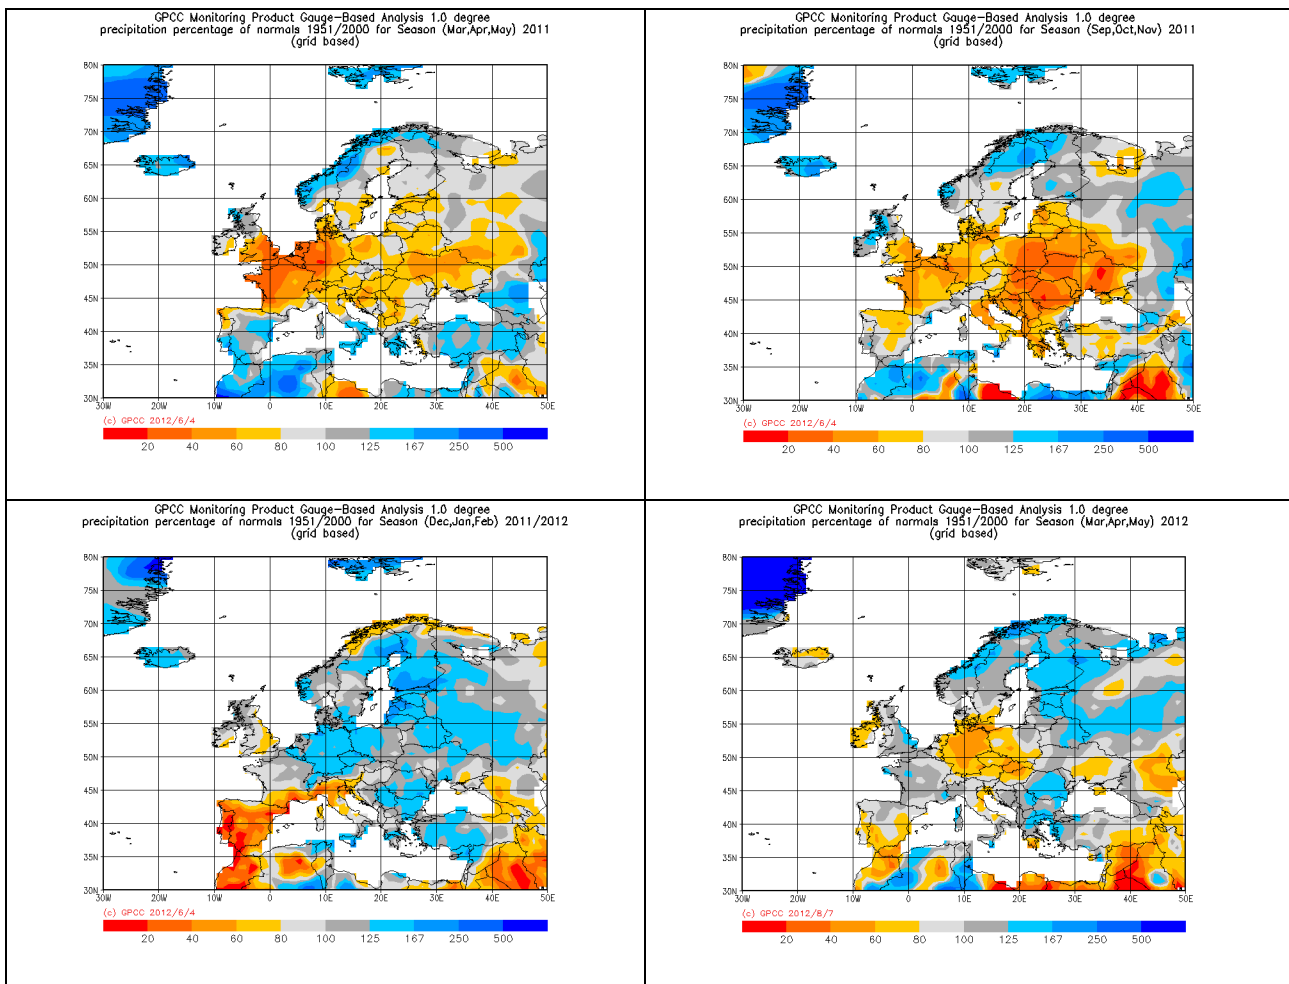 GPCC Monitoring Product Gauge-Based Analysis 1.0 degree
precipitation percentage of normals 1951/2000 for Season (Mar,Apr,May) 2011
(grid based)
80N
75N
70N
65N
60N
55N
50N
45N
40N
35N
30N
30W 20W 10W 0 10E 20E 30E 40E 50E
(c) GPCC 2012/6/4
20 40 60 80 100 125 167 250 500
GPCC Monitoring Product Gauge-Based Analysis 1.0 degree
precipitation percentage of normals 1951/2000 for Season (Sep,Oct,Nov) 2011
(grid based)
80N
75N
70N
65N
60N
55N
50N
45N
40N
35N
30N
30W 20W 10W 0 10E 20E 30E 40E 50E
(c) GPCC 2012/6/4
20 40 60 80 100 125 167 250 500
GPCC Monitoring Product Gauge-Based Analysis 1.0 degree
precipitation percentage of normals 1951/2000 for Season (Dec,Jan,Feb) 2011/2012
(grid based)
80N
75N
70N
65N
60N
55N
50N
45N
40N
35N
30N
30W 20W 10W 0 10E 20E 30E 40E 50E
(c) GPCC 2012/6/4
20 40 60 80 100 125 167 250 500
GPCC Monitoring Product Gauge-Based Analysis 1.0 degree
precipitation percentage of normals 1951/2000 for Season (Mar,Apr,May) 2012
(grid based)
80N
75N
70N
65N
60N
55N
50N
45N
40N
35N
30N
30W 20W 10W 0 10E 20E 30E 40E 50E
(c) GPCC 2012/8/7
20 40 60 80 100 125 167 250 500